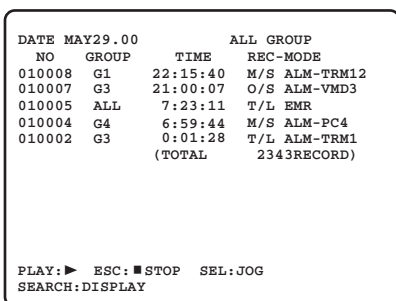 DATE MAY29.00 ALL GROUP
NO GROUP TIME REC-MODE
010008 G1 22:15:40 M/S ALM-TRM12
010007 G3 21:00:07 O/S ALM-VMD3
010005 ALL 7:23:11 T/L EMR
010004 G4 6:59:44 M/S ALM-PC4
010002 G3 0:01:28 T/L ALM-TRM1
(TOTAL 2343RECORD)
PLAY:▶ ESC:■STOP SEL:JOG
SEARCH:DISPLAY